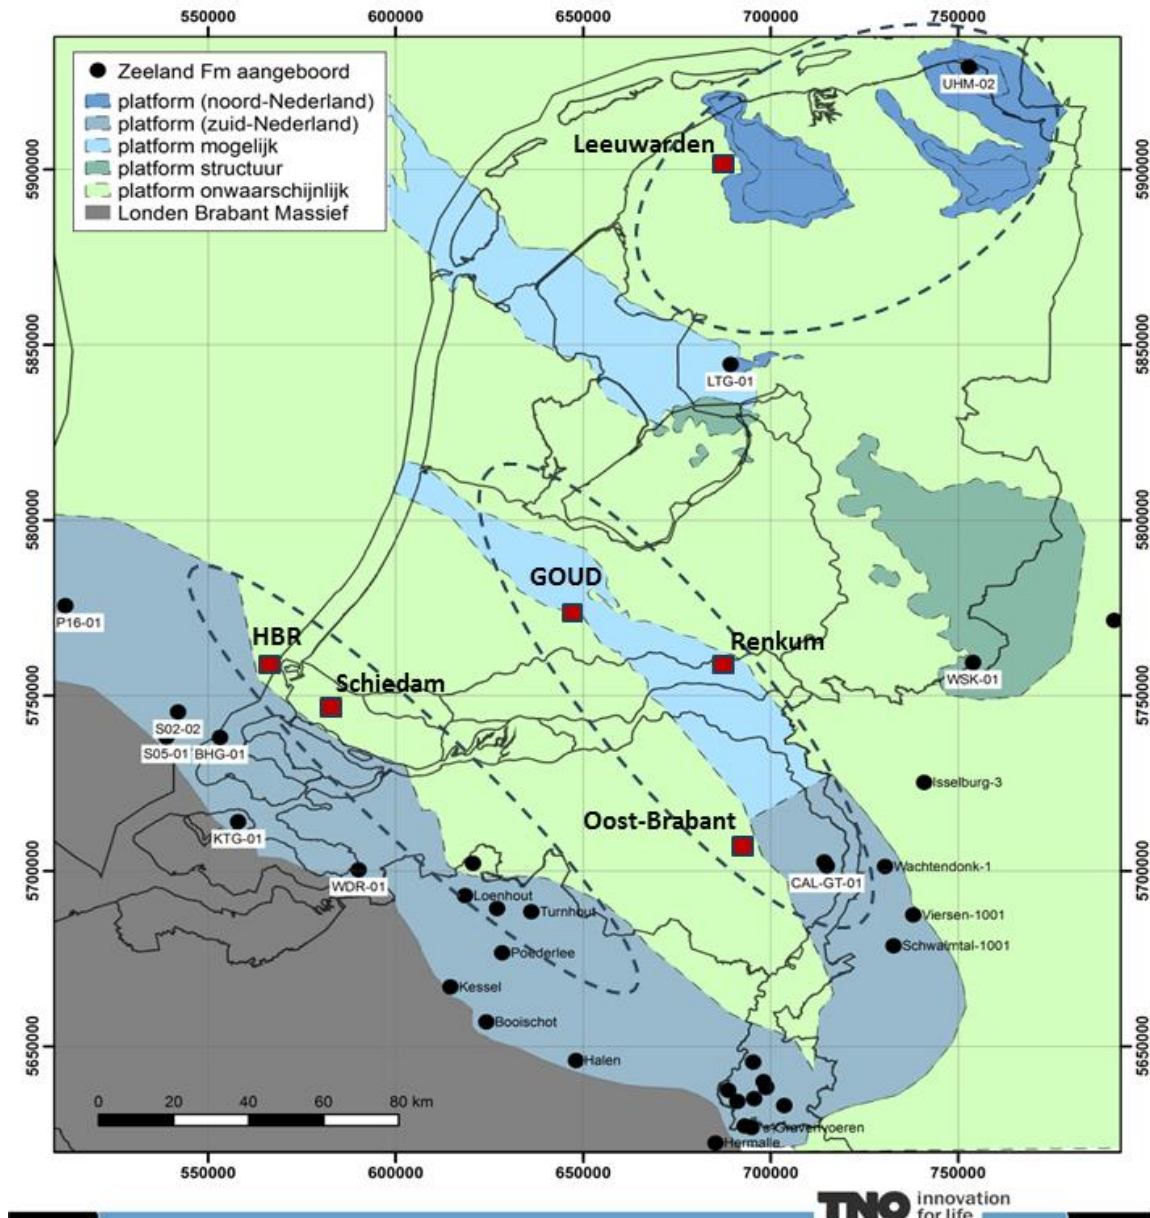 550000 600000 650000 700000 750000
Zeeland Fm aangeboord
platform (noord-Nederland)
platform (zuid-Nederland)
platform mogelijk
platform structuur
platform onwaarschijnlijk
Londen Brabant Massief
UHM-02
Leeuwarden
5900000 5900000
5850000 5850000
LTG-01
5800000 5800000
GOUD
P16-01
HBR
Renkum
WSK-01
Schiedam
5750000 5750000
S02-02
S05-01 BHG-01
Isselburg-3
KTG-01
Oost-Brabant
5700000 5700000
WDR-01
CAL-GT-01
Wachtendonk-1
Loenhout
Turnhout
Viersen-1001
Schwalmtal-1001
Poederlee
Kessel
Booischot
5650000 5650000
Halen
0 20 40 60 80 km
's-Gravenvoeren
Hermalle
550000 600000 650000 700000 750000
TNO innovation
for life